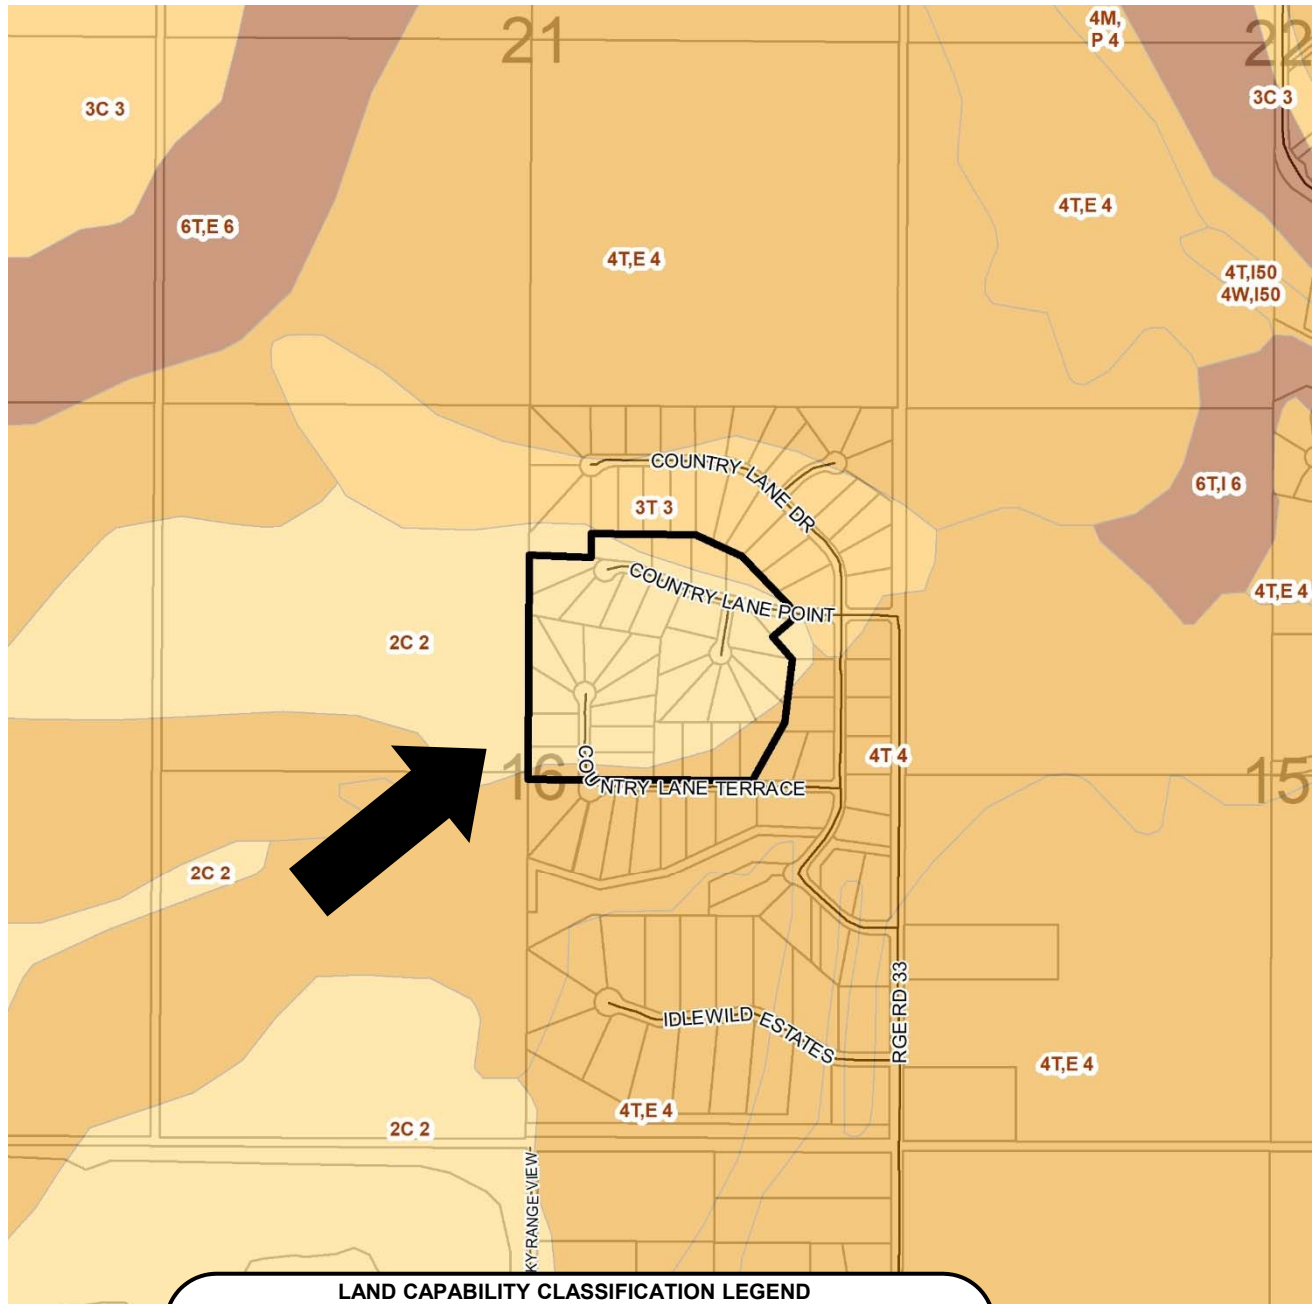 21
22
4M,
P 4
3C 3
3C 3
6T,E 6
4T,E 4
4T,E 4
4T,I50
4W,I50
COUNTRY LANE DR
3T 3
6T,I 6
COUNTRY LANE POINT
4T,E 4
2C 2
4T 4
16
15
COUNTRY LANE TERRACE
2C 2
RGE RD 33
IDLEWILD ESTATES
4T,E 4
4T,E 4
2C 2
KY RANGE VIEW
LAND CAPABILITY CLASSIFICATION LEGEND